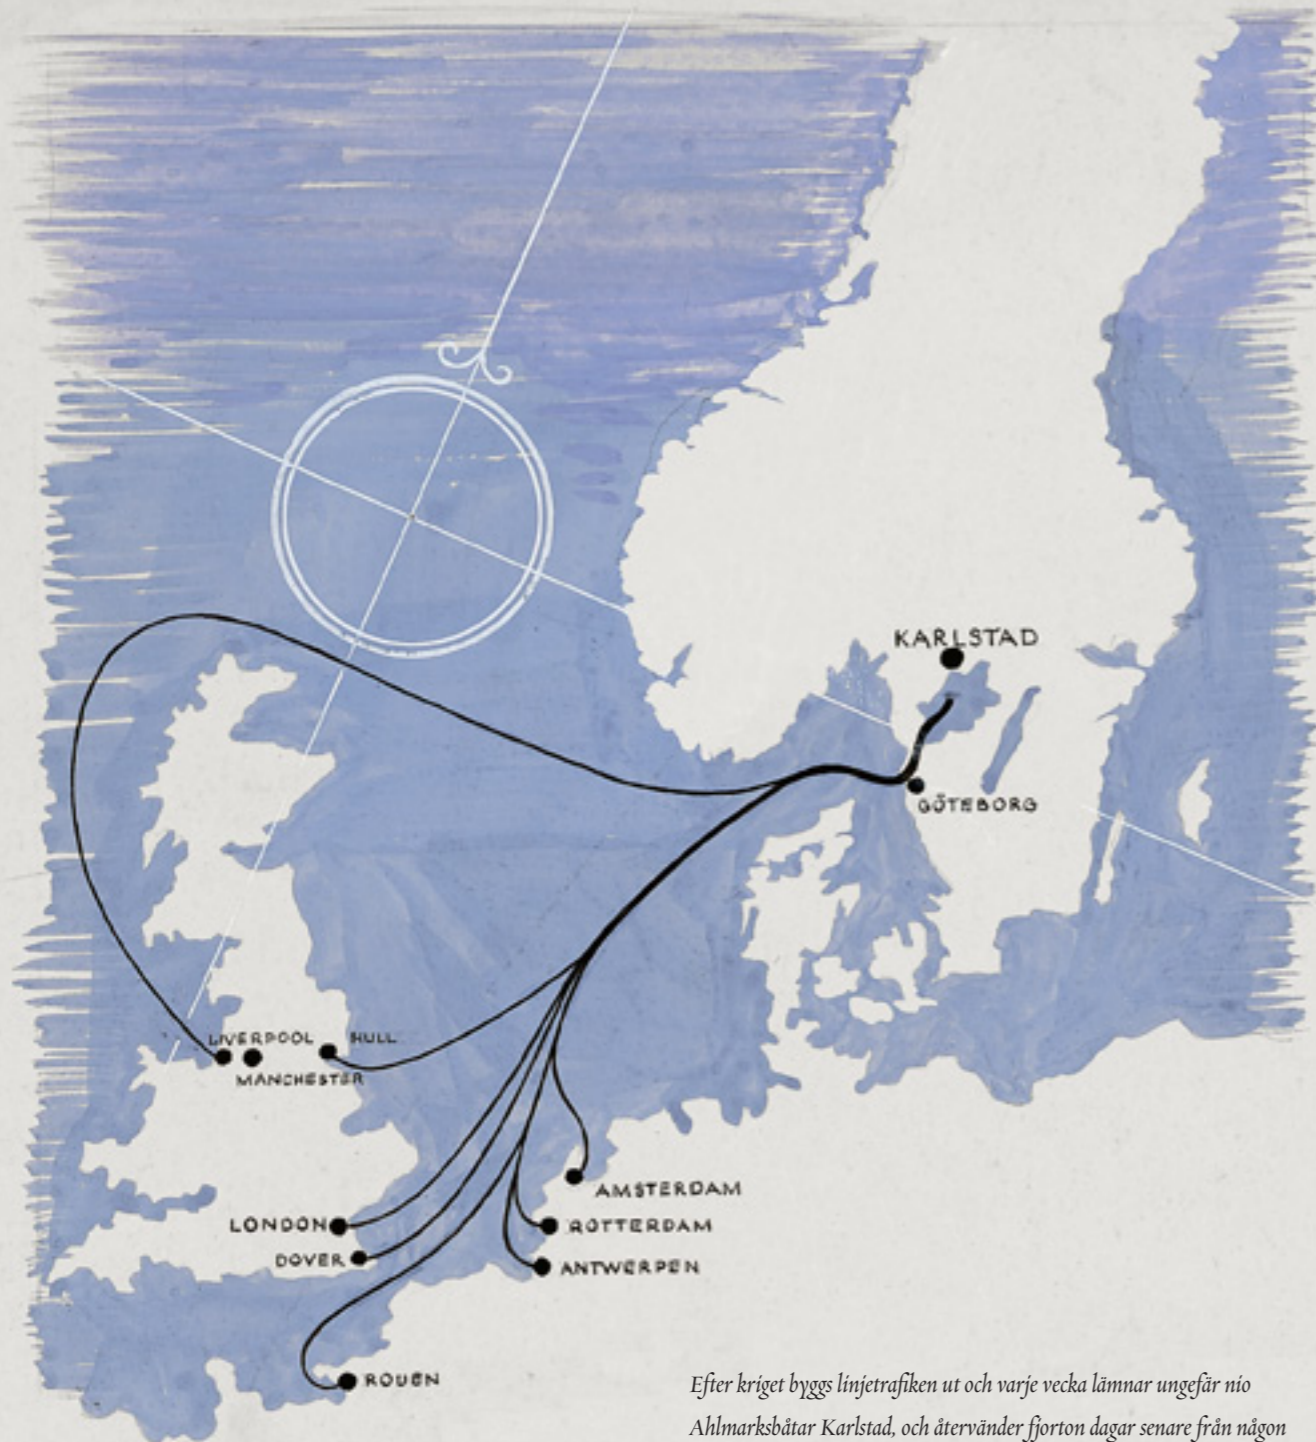 KARLSTAD
GÖTEBORG
LIVERPOOL
HULL
MANCHESTER
AMSTERDAM
LONDON
ROTTERDAM
DOVER
ANTWERPEN
ROUEN
Efter kriget byggs linjetrafiken ut och varje vecka lämnar ungefär nio
Ahlmarksbåtar Karlstad, och återvänder fjorton dagar senare från någon